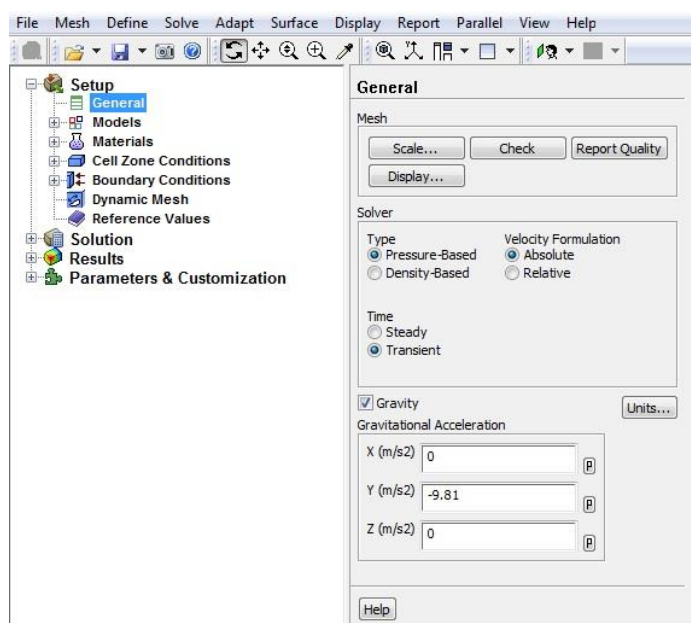 File Mesh Define Solve Adapt Surface Display Report Parallel View Help
Setup
General
Models
Materials
Cell Zone Conditions
Boundary Conditions
Dynamic Mesh
Reference Values
Solution
Results
Parameters & Customization
General
Mesh
Scale... Check Report Quality
Display...
Solver
Type Velocity Formulation
Pressure-Based Absolute
Density-Based Relative
Time
Steady
Transient
Gravity Units...
Gravitational Acceleration
X (m/s2) 0 P
Y (m/s2) -9.81 P
Z (m/s2) 0 P
Help